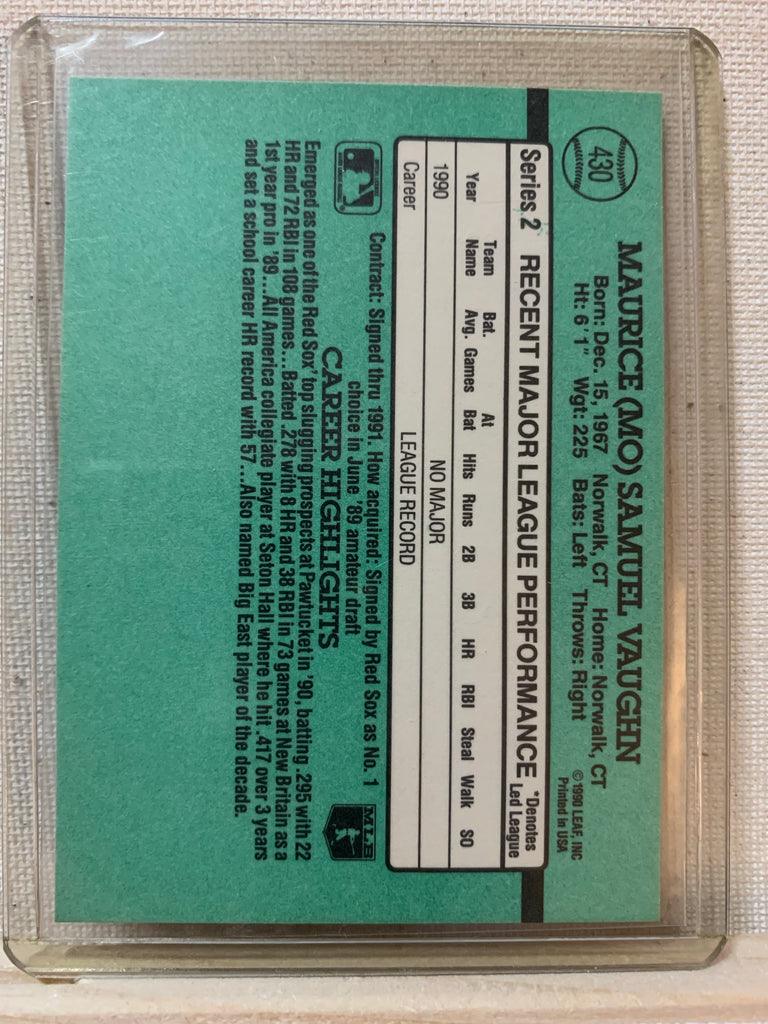 430
MAURICE (MO) SAMUEL VAUGHN
Born: Dec. 15, 1967 Norwalk, CT Home: Norwalk, CT
Ht: 6'1" Wgt: 225 Bats: Left Throws: Right
© 1990 LEAF, INC
Printed in USA
Series 2 RECENT MAJOR LEAGUE PERFORMANCE
*Denotes
Led League
Year Team Name Bat. Avg. Games At Bat Hits Runs 2B 3B HR RBI Steal Walk SO
1990 NO MAJOR
Career LEAGUE RECORD
Contract: Signed thru 1991. How acquired: Signed by Red Sox as No. 1
choice in June '89 amateur draft
MLB
CAREER HIGHLIGHTS
Emerged as one of the Red Sox' top slugging prospects at Pawtucket in '90, batting .295 with 22
HR and 72 RBI in 108 games...Batted .278 with 8 HR and 38 RBI in 73 games at New Britain as a
1st year pro in '89...All America collegiate player at Seton Hall where he hit .417 over 3 years
and set a school career HR record with 57...Also named Big East player of the decade.